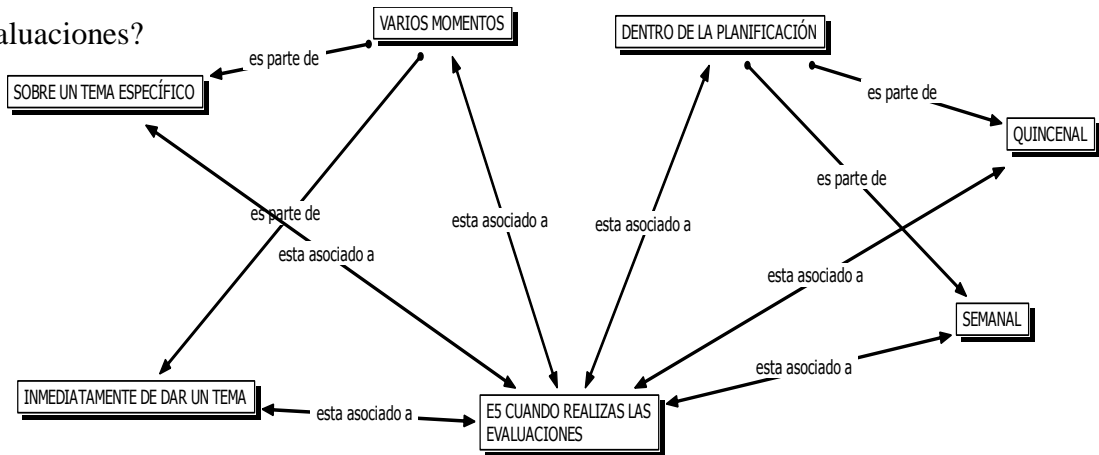 aluaciones?
VARIOS MOMENTOS
DENTRO DE LA PLANIFICACIÓN
es parte de
SOBRE UN TEMA ESPECÍFICO
es parte de
QUINCENAL
es parte de
es parte de
esta asociado a
esta asociado a
esta asociado a
esta asociado a
SEMANAL
esta asociado a
INMEDIATAMENTE DE DAR UN TEMA
esta asociado a
E5 CUANDO REALIZAS LAS
EVALUACIONES